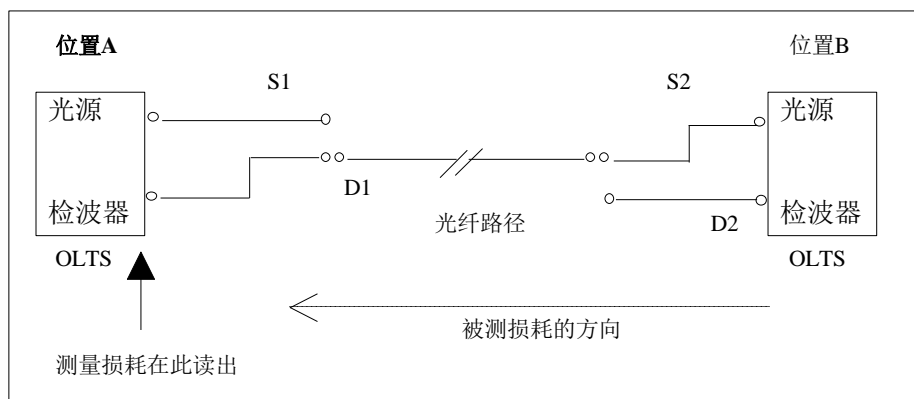 位置A
位置B
S1
S2
光源
光源
D1
检波器
光纤路径
D2
检波器
OLTS
OLTS
被测损耗的方向
测量损耗在此读出